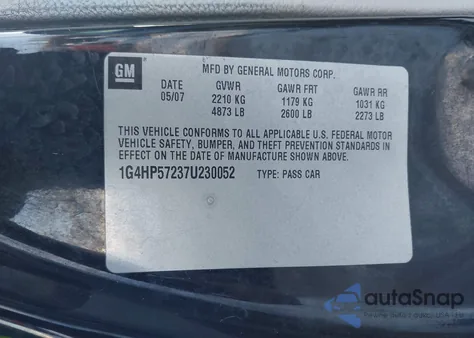 GM
MFD BY GENERAL MOTORS CORP.
DATE GVWR GAWR FRT GAWR RR
05/07 2210 KG 1179 KG 1031 KG
4873 LB 2600 LB 2273 LB
THIS VEHICLE CONFORMS TO ALL APPLICABLE U.S. FEDERAL MOTOR
VEHICLE SAFETY, BUMPER, AND THEFT PREVENTION STANDARDS
IN EFFECT ON THE DATE OF MANUFACTURE SHOWN ABOVE.
1G4HP57237U230052 TYPE: PASS CAR
autoSnap